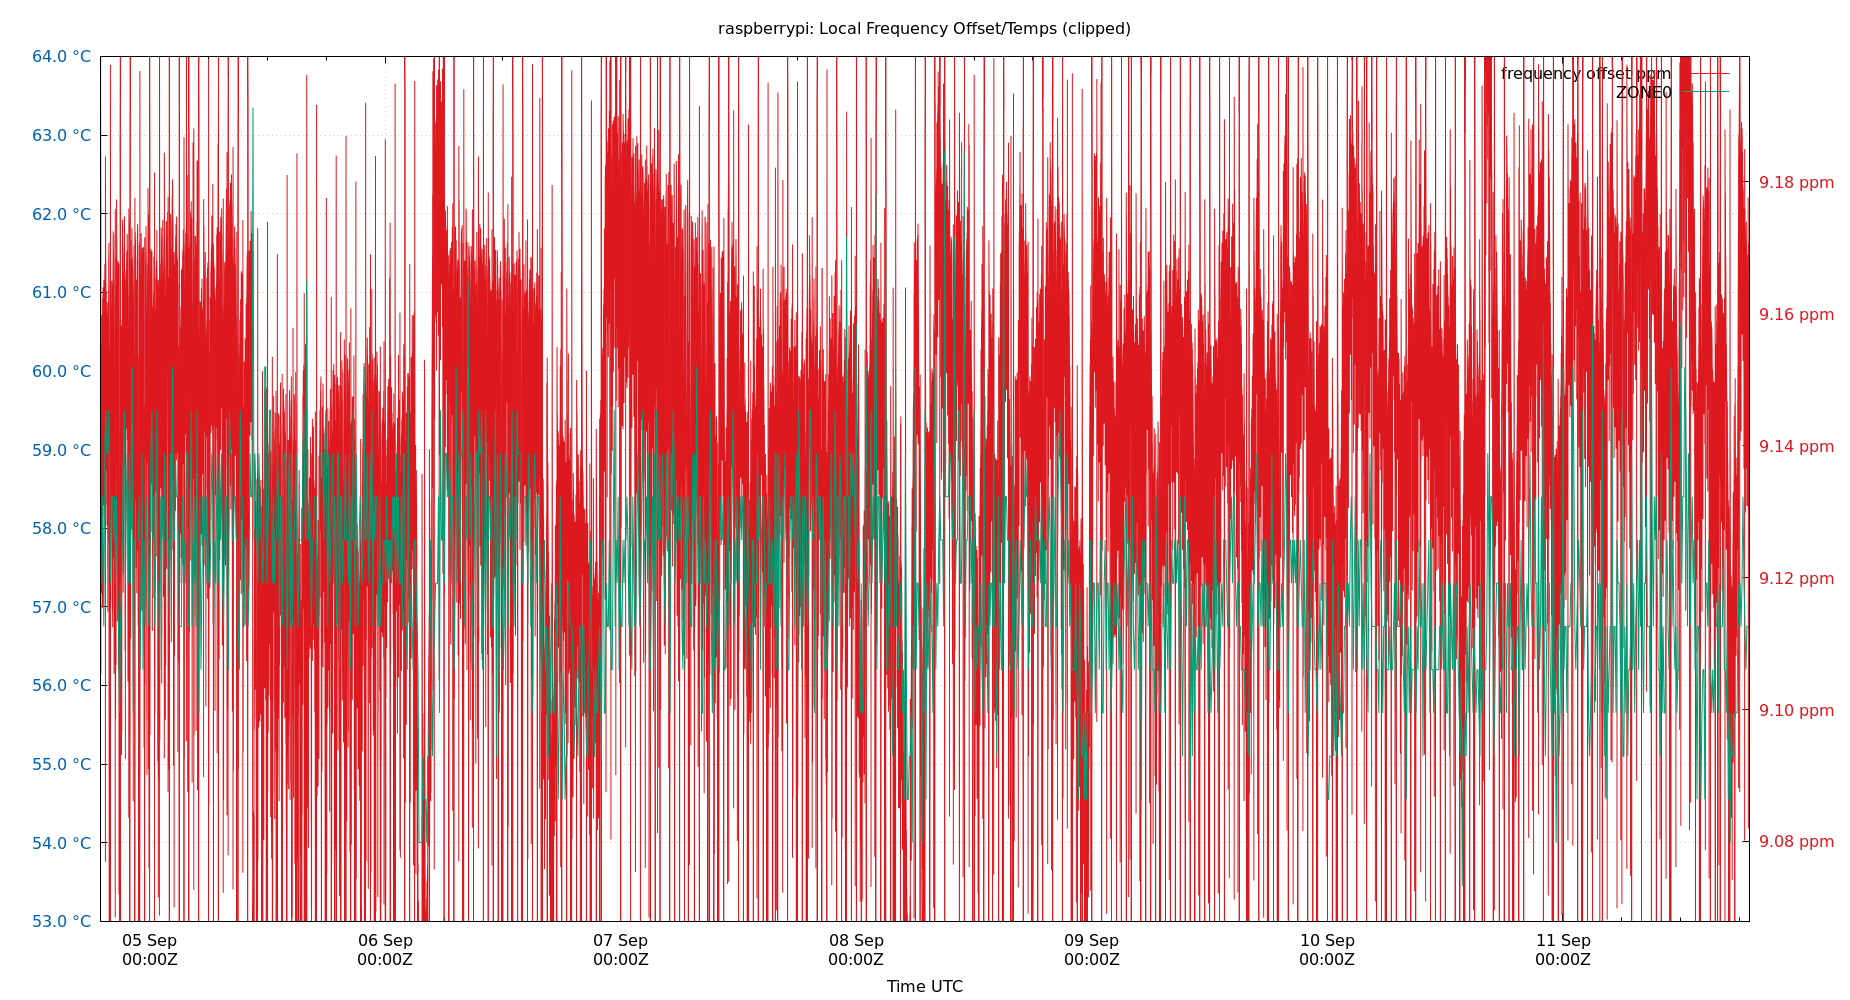 raspberrypi: Local Frequency Offset/Temps (clipped)
64.0 °C
63.0 °C
62.0 °C
61.0 °C
60.0 °C
59.0 °C
58.0 °C
57.0 °C
56.0 °C
55.0 °C
54.0 °C
53.0 °C
frequency offset ppm
ZONE0
9.18 ppm
9.16 ppm
9.14 ppm
9.12 ppm
9.10 ppm
9.08 ppm
05 Sep
00:00Z
06 Sep
00:00Z
07 Sep
00:00Z
08 Sep
00:00Z
09 Sep
00:00Z
10 Sep
00:00Z
11 Sep
00:00Z
Time UTC